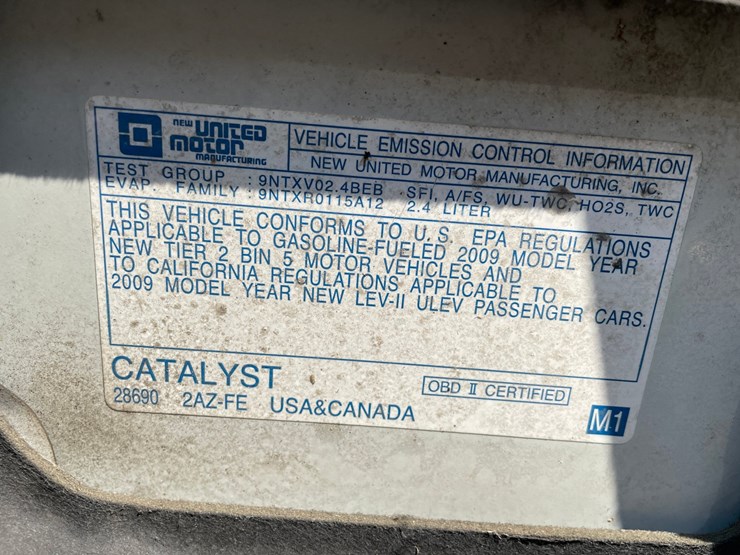 NEW UNITED
motor
MANUFACTURING
VEHICLE EMISSION CONTROL INFORMATION
NEW UNITED MOTOR MANUFACTURING, INC.
TEST GROUP : 9NTXV02.4BEB SFI, A/FS, WU-TWC, HO2S, TWC
EVAP. FAMILY : 9NTXR0115A12 2.4 LITER
THIS VEHICLE CONFORMS TO U.S. EPA REGULATIONS
APPLICABLE TO GASOLINE-FUELED 2009 MODEL YEAR
NEW TIER 2 BIN 5 MOTOR VEHICLES AND
TO CALIFORNIA REGULATIONS APPLICABLE TO
2009 MODEL YEAR NEW LEV-II ULEV PASSENGER CARS.
CATALYST
OBD II CERTIFIED
28690 2AZ-FE USA&CANADA
M1